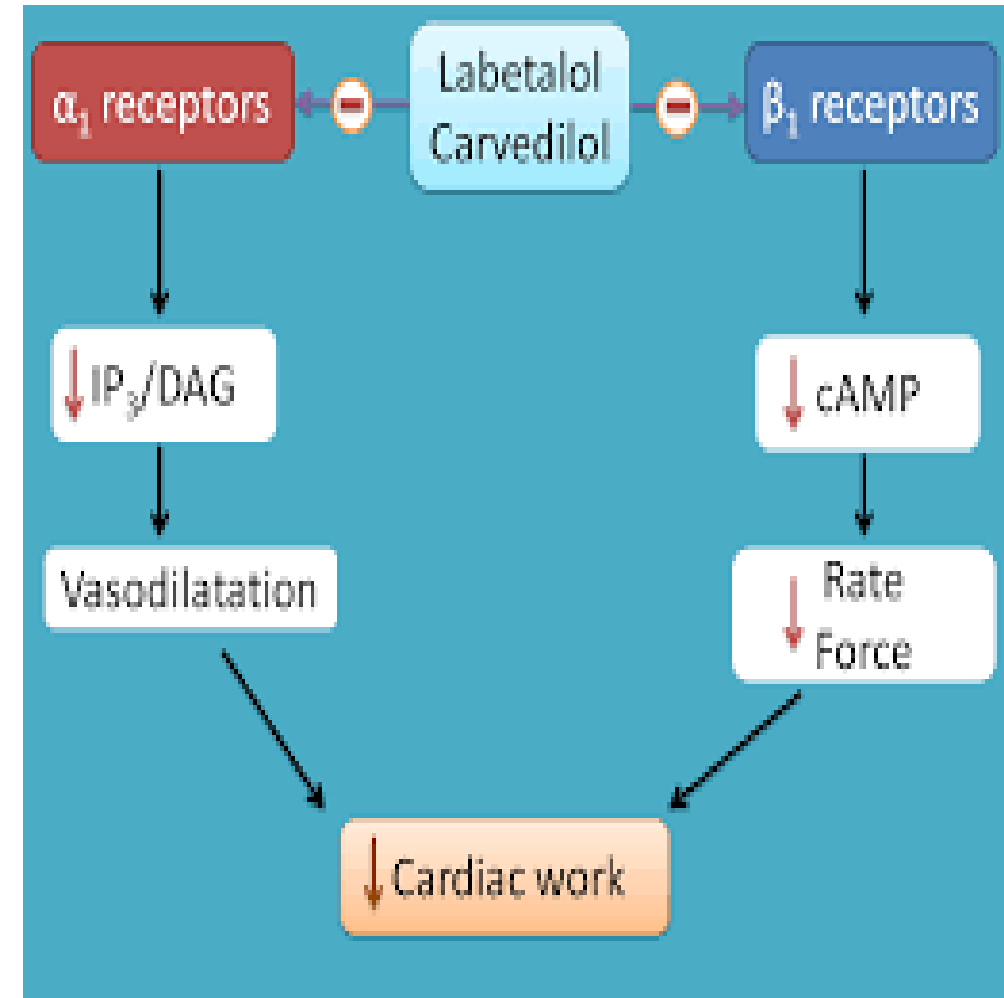 α₁ receptors
Labetalol
Carvedilol
β₁ receptors
↓ IP₃/DAG
↓ cAMP
Vasodilatation
↓ Rate
Force
↓ Cardiac work